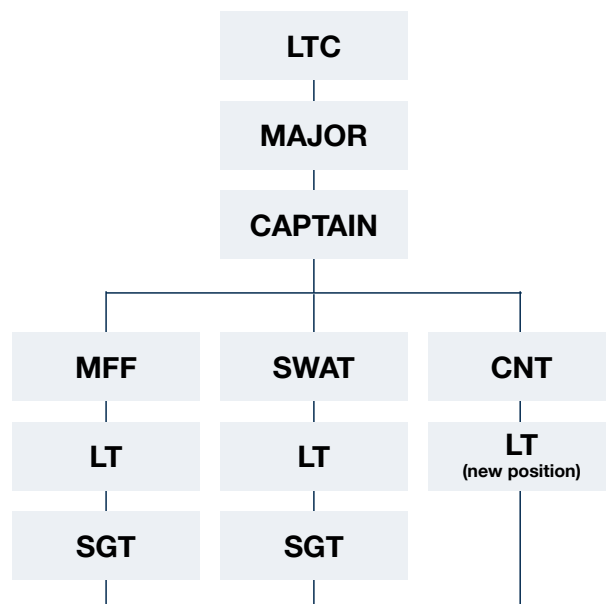 LTC
MAJOR
CAPTAIN
MFF
SWAT
CNT
LT
LT
LT
(new position)
SGT
SGT